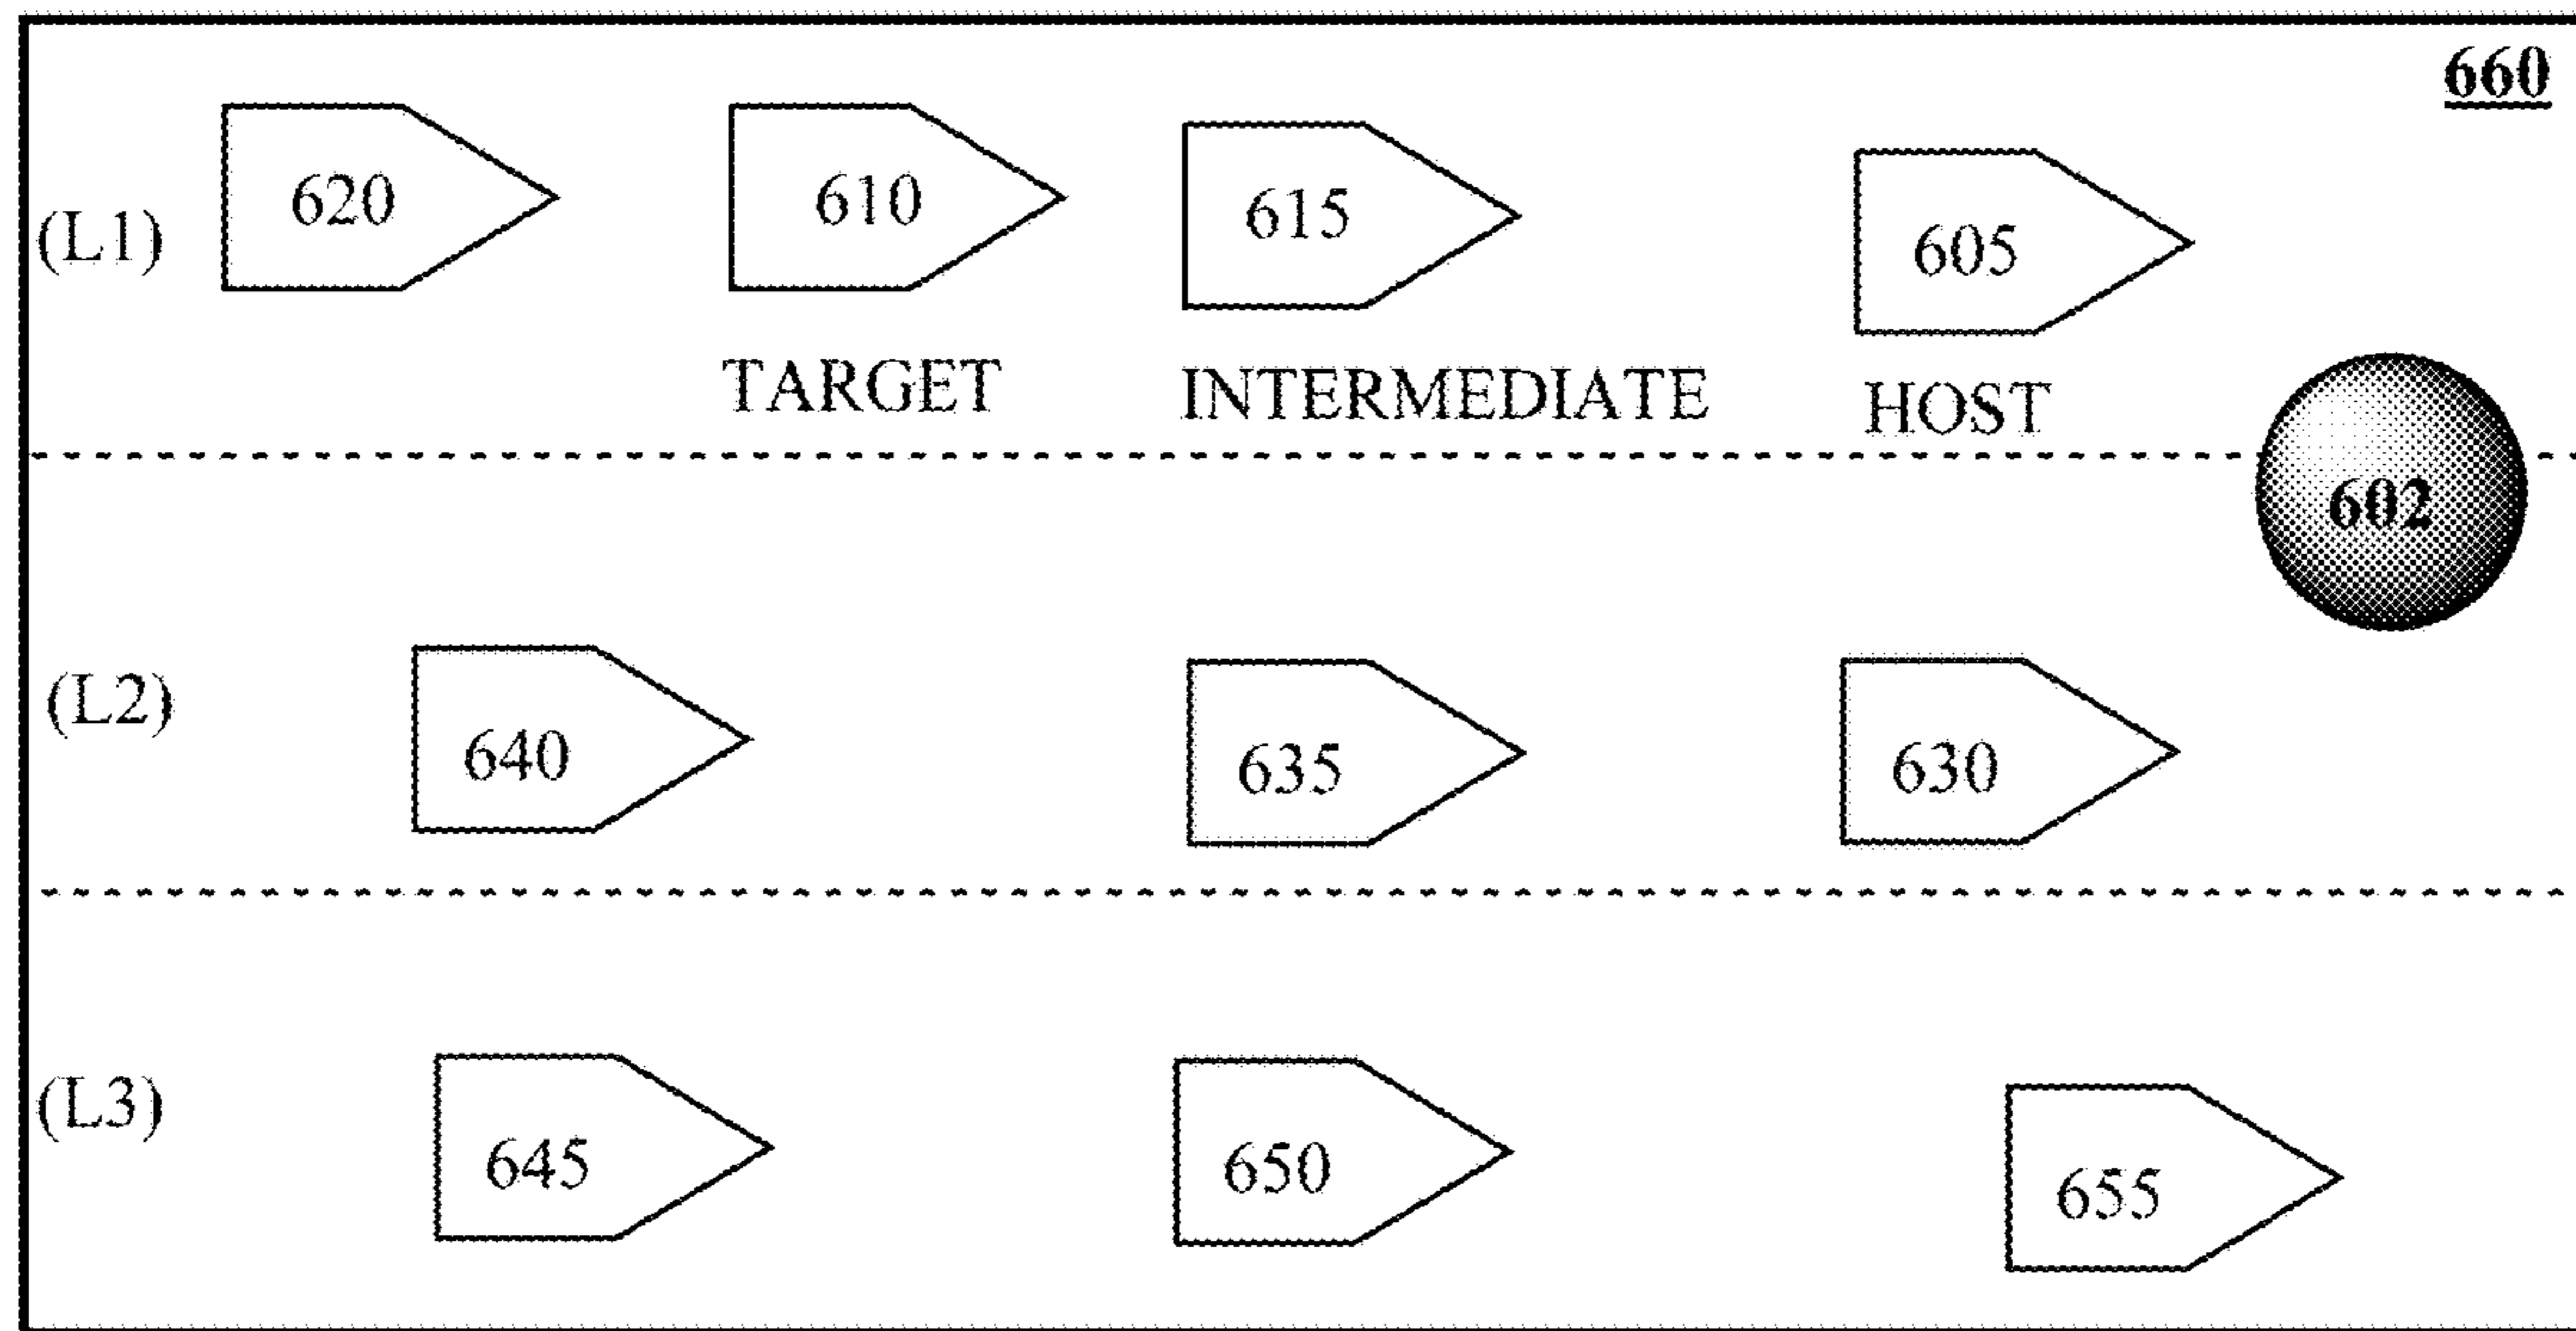 660
620 610 615 605
(L1)
TARGET INTERMEDIATE HOST
602
(L2)
640 635 630
(L3)
645 650 655